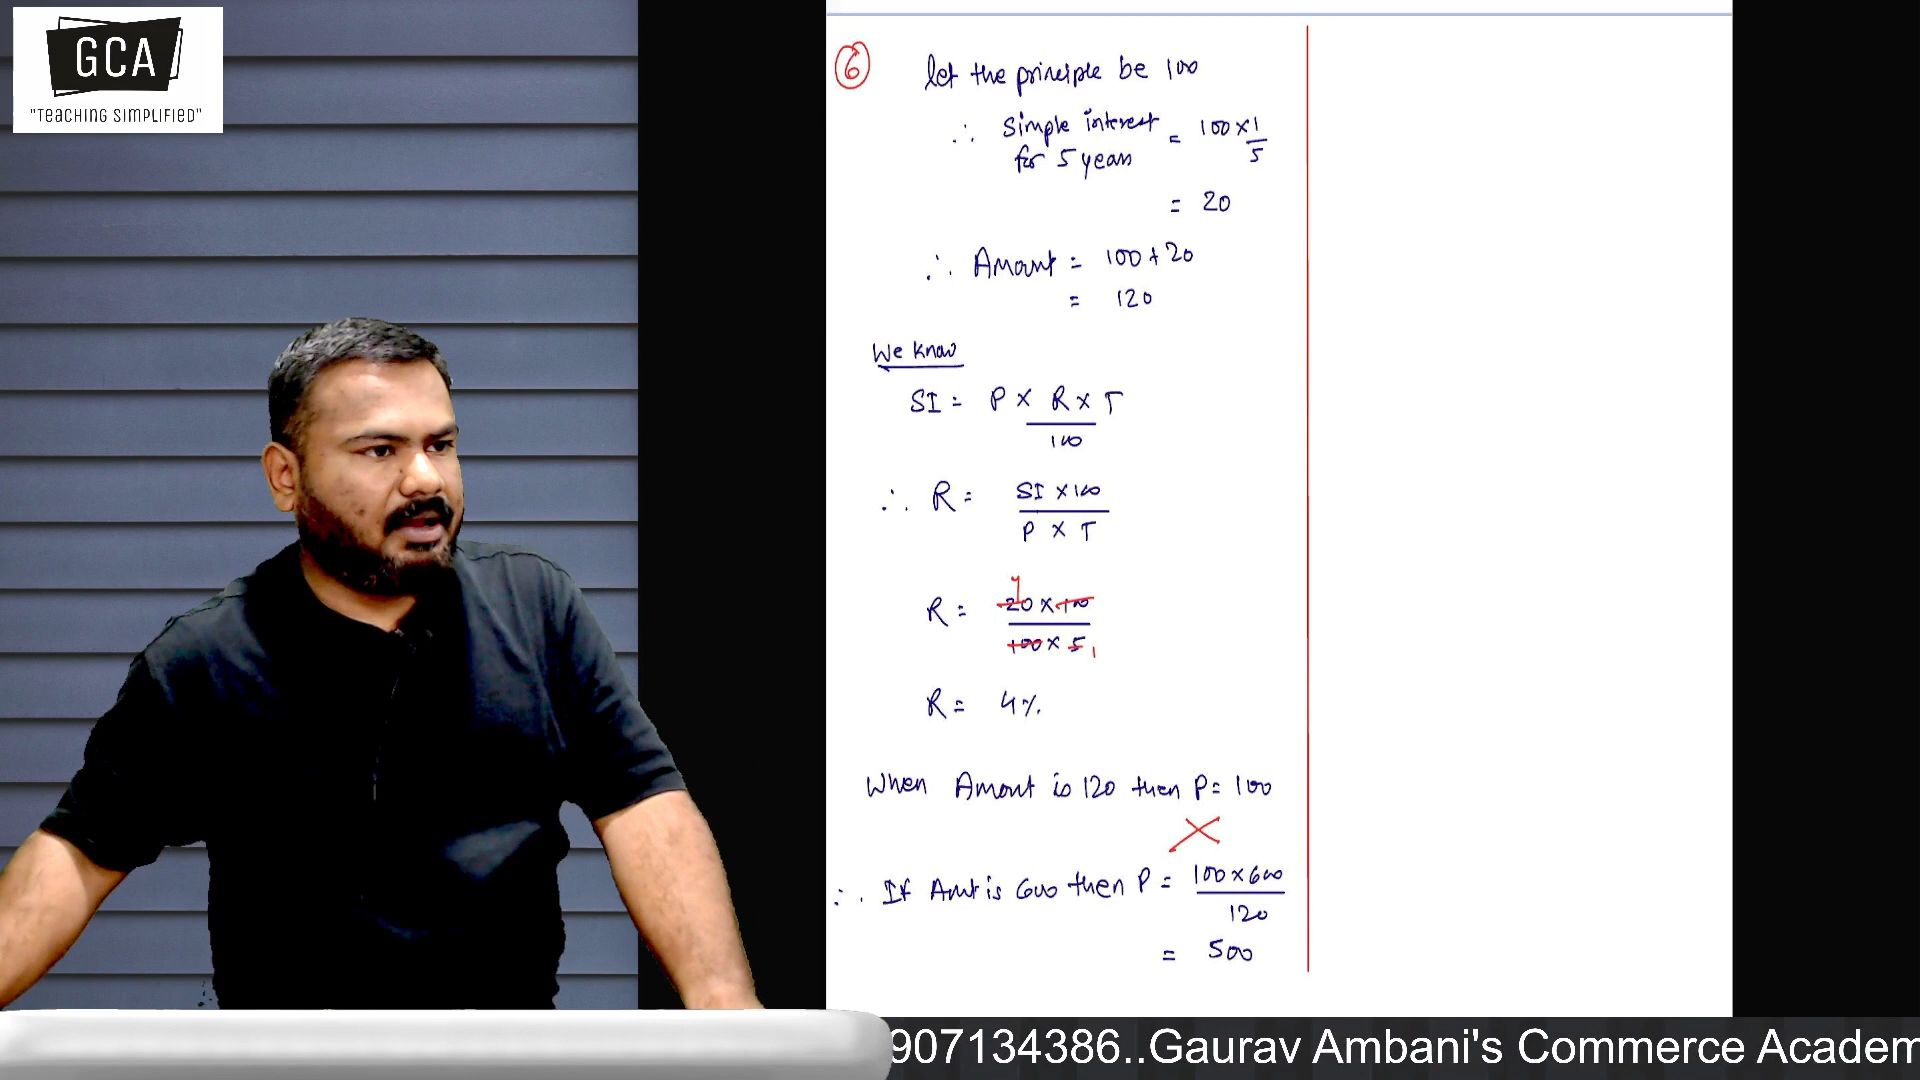 GCA
"TEACHING SIMPLIFIED"
6
let the principle be 100
∴ Simple interest for 5 years = 100 × 1/5
= 20
∴ Amount = 100 + 20
= 120
We know
SI = P × R × T / 100
∴ R = SI × 100 / P × T
R = 20 × 100 / 100 × 5
4
1
R = 4%
When Amount is 120 then P = 100
∴ If Amt is 600 then P = 100 × 600 / 120
= 500
907134386..Gaurav Ambani's Commerce Academ